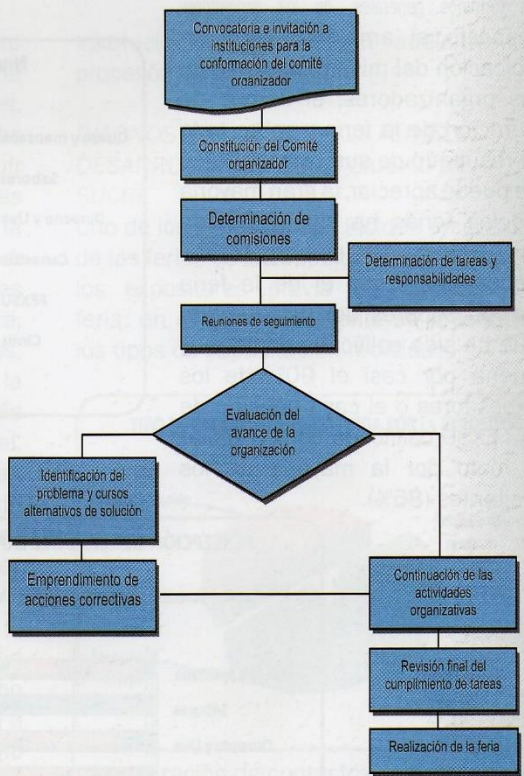 Convocatoria e invitación a
instituciones para la
conformación del comité
organizador
Constitución del Comité
organizador
Determinación de
comisiones
Determinación de tareas y
responsabilidades
Reuniones de seguimiento
Evaluación del
avance de la
organización
Identificación del
problema y cursos
alternativos de solución
Emprendimiento de
acciones correctivas
Continuación de las
actividades
organizativas
Revisión final del
cumplimiento de tareas
Realización de la feria